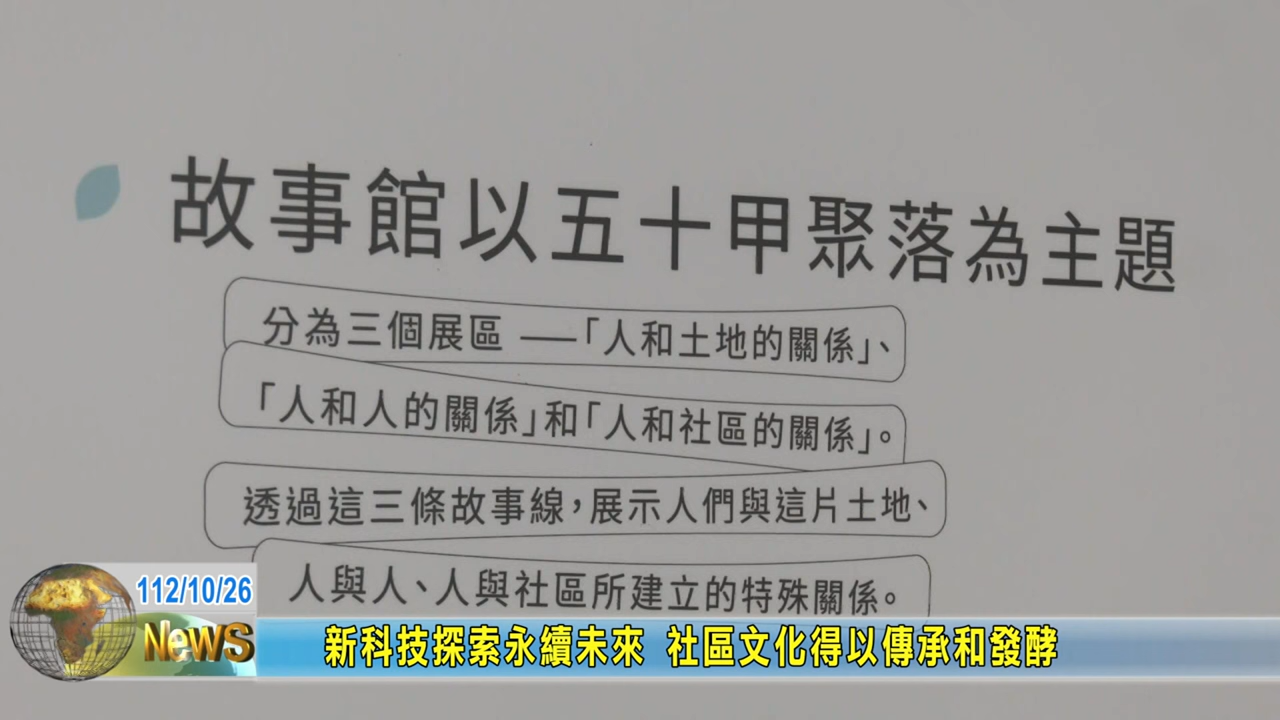 故事館以五十甲聚落為主題
分為三個展區 ——「人和土地的關係」、
「人和人的關係」和「人和社區的關係」。
透過這三條故事線，展示人們與這片土地、
人與人、人與社區所建立的特殊關係。
112/10/26
NewS
新科技探索永續未來 社區文化得以傳承和發酵